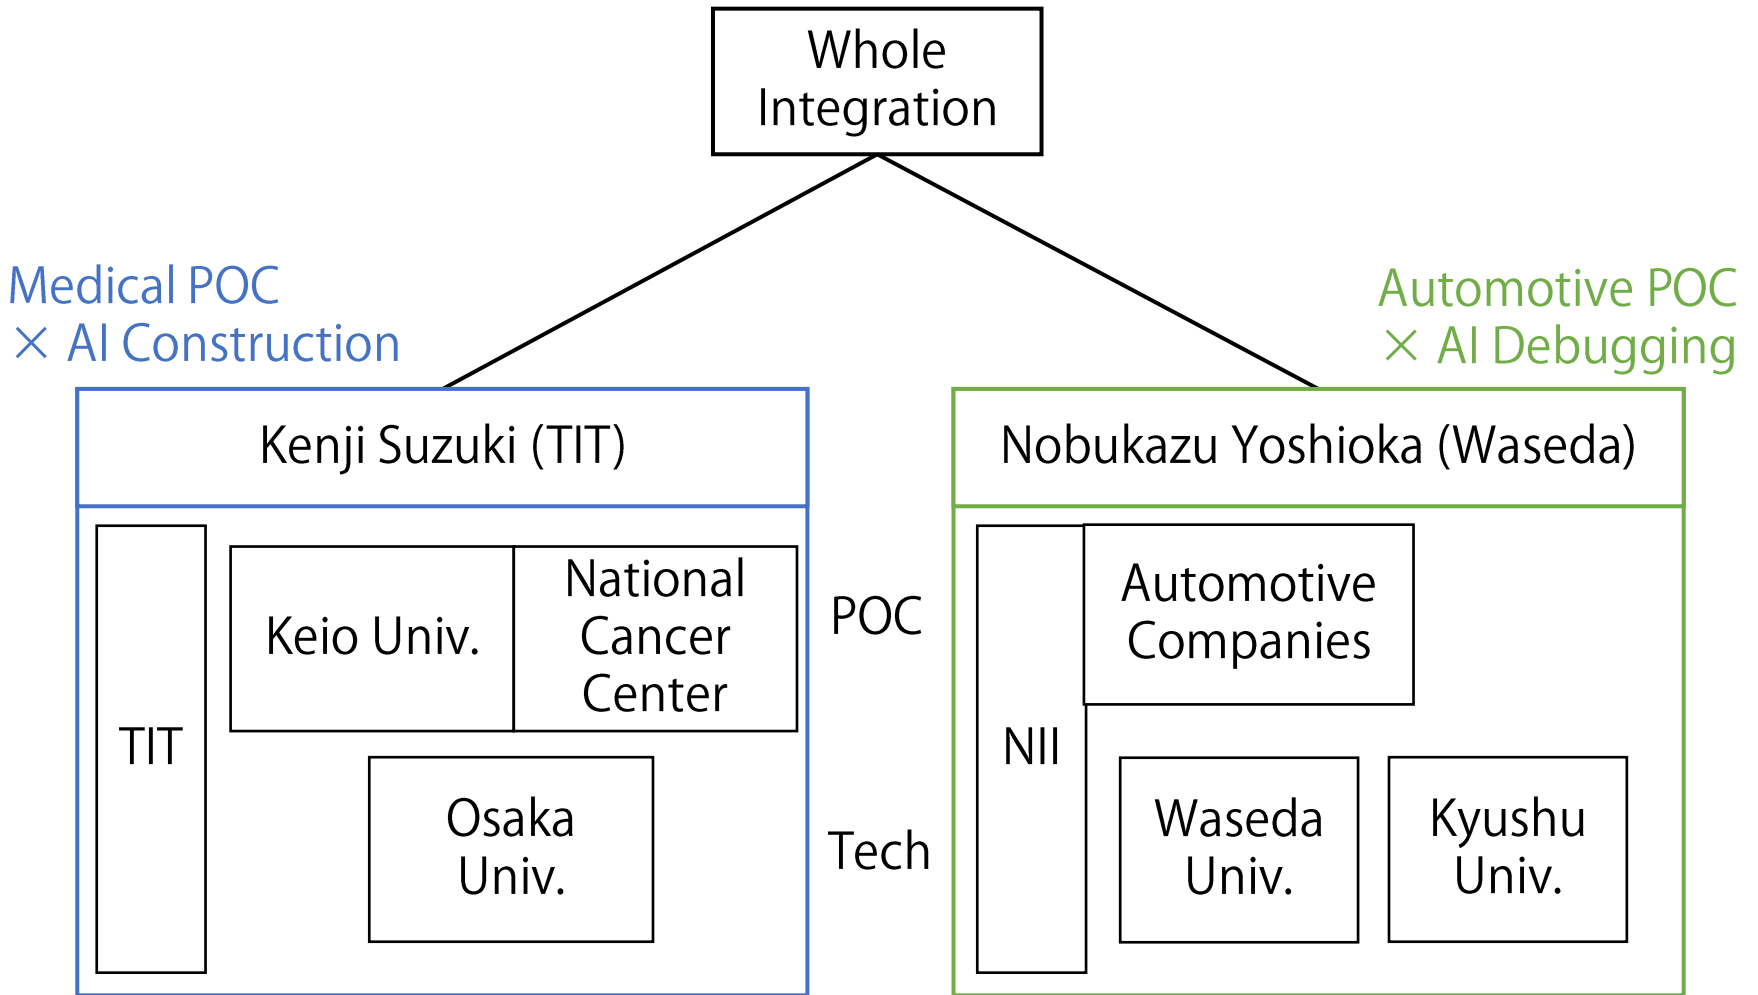 Whole
Integration
Medical POC
× AI Construction
Automotive POC
× AI Debugging
Kenji Suzuki (TIT)
Nobukazu Yoshioka (Waseda)
TIT
Keio Univ.
National
Cancer
Center
Osaka
Univ.
POC
Tech
NII
Automotive
Companies
Waseda
Univ.
Kyushu
Univ.